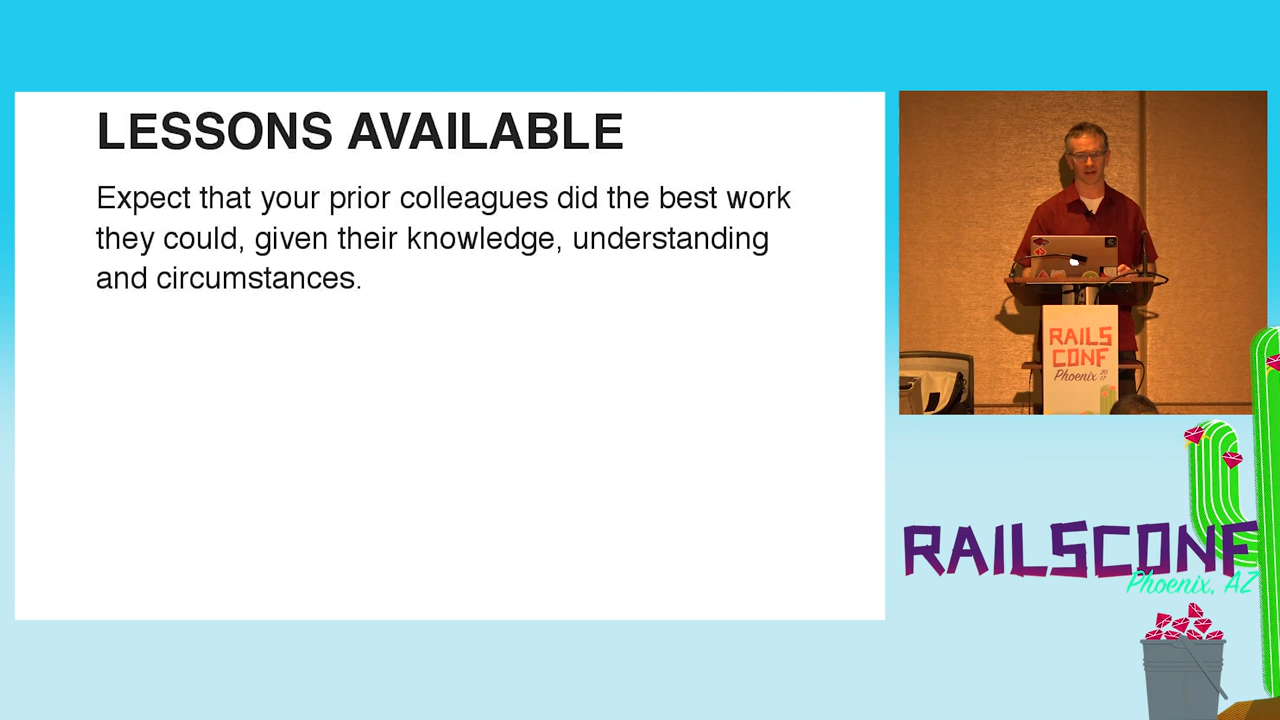 LESSONS AVAILABLE
Expect that your prior colleagues did the best work
they could, given their knowledge, understanding
and circumstances.
RAILS
CONF
Phoenix 2017
RAILSCONF
Phoenix, AZ